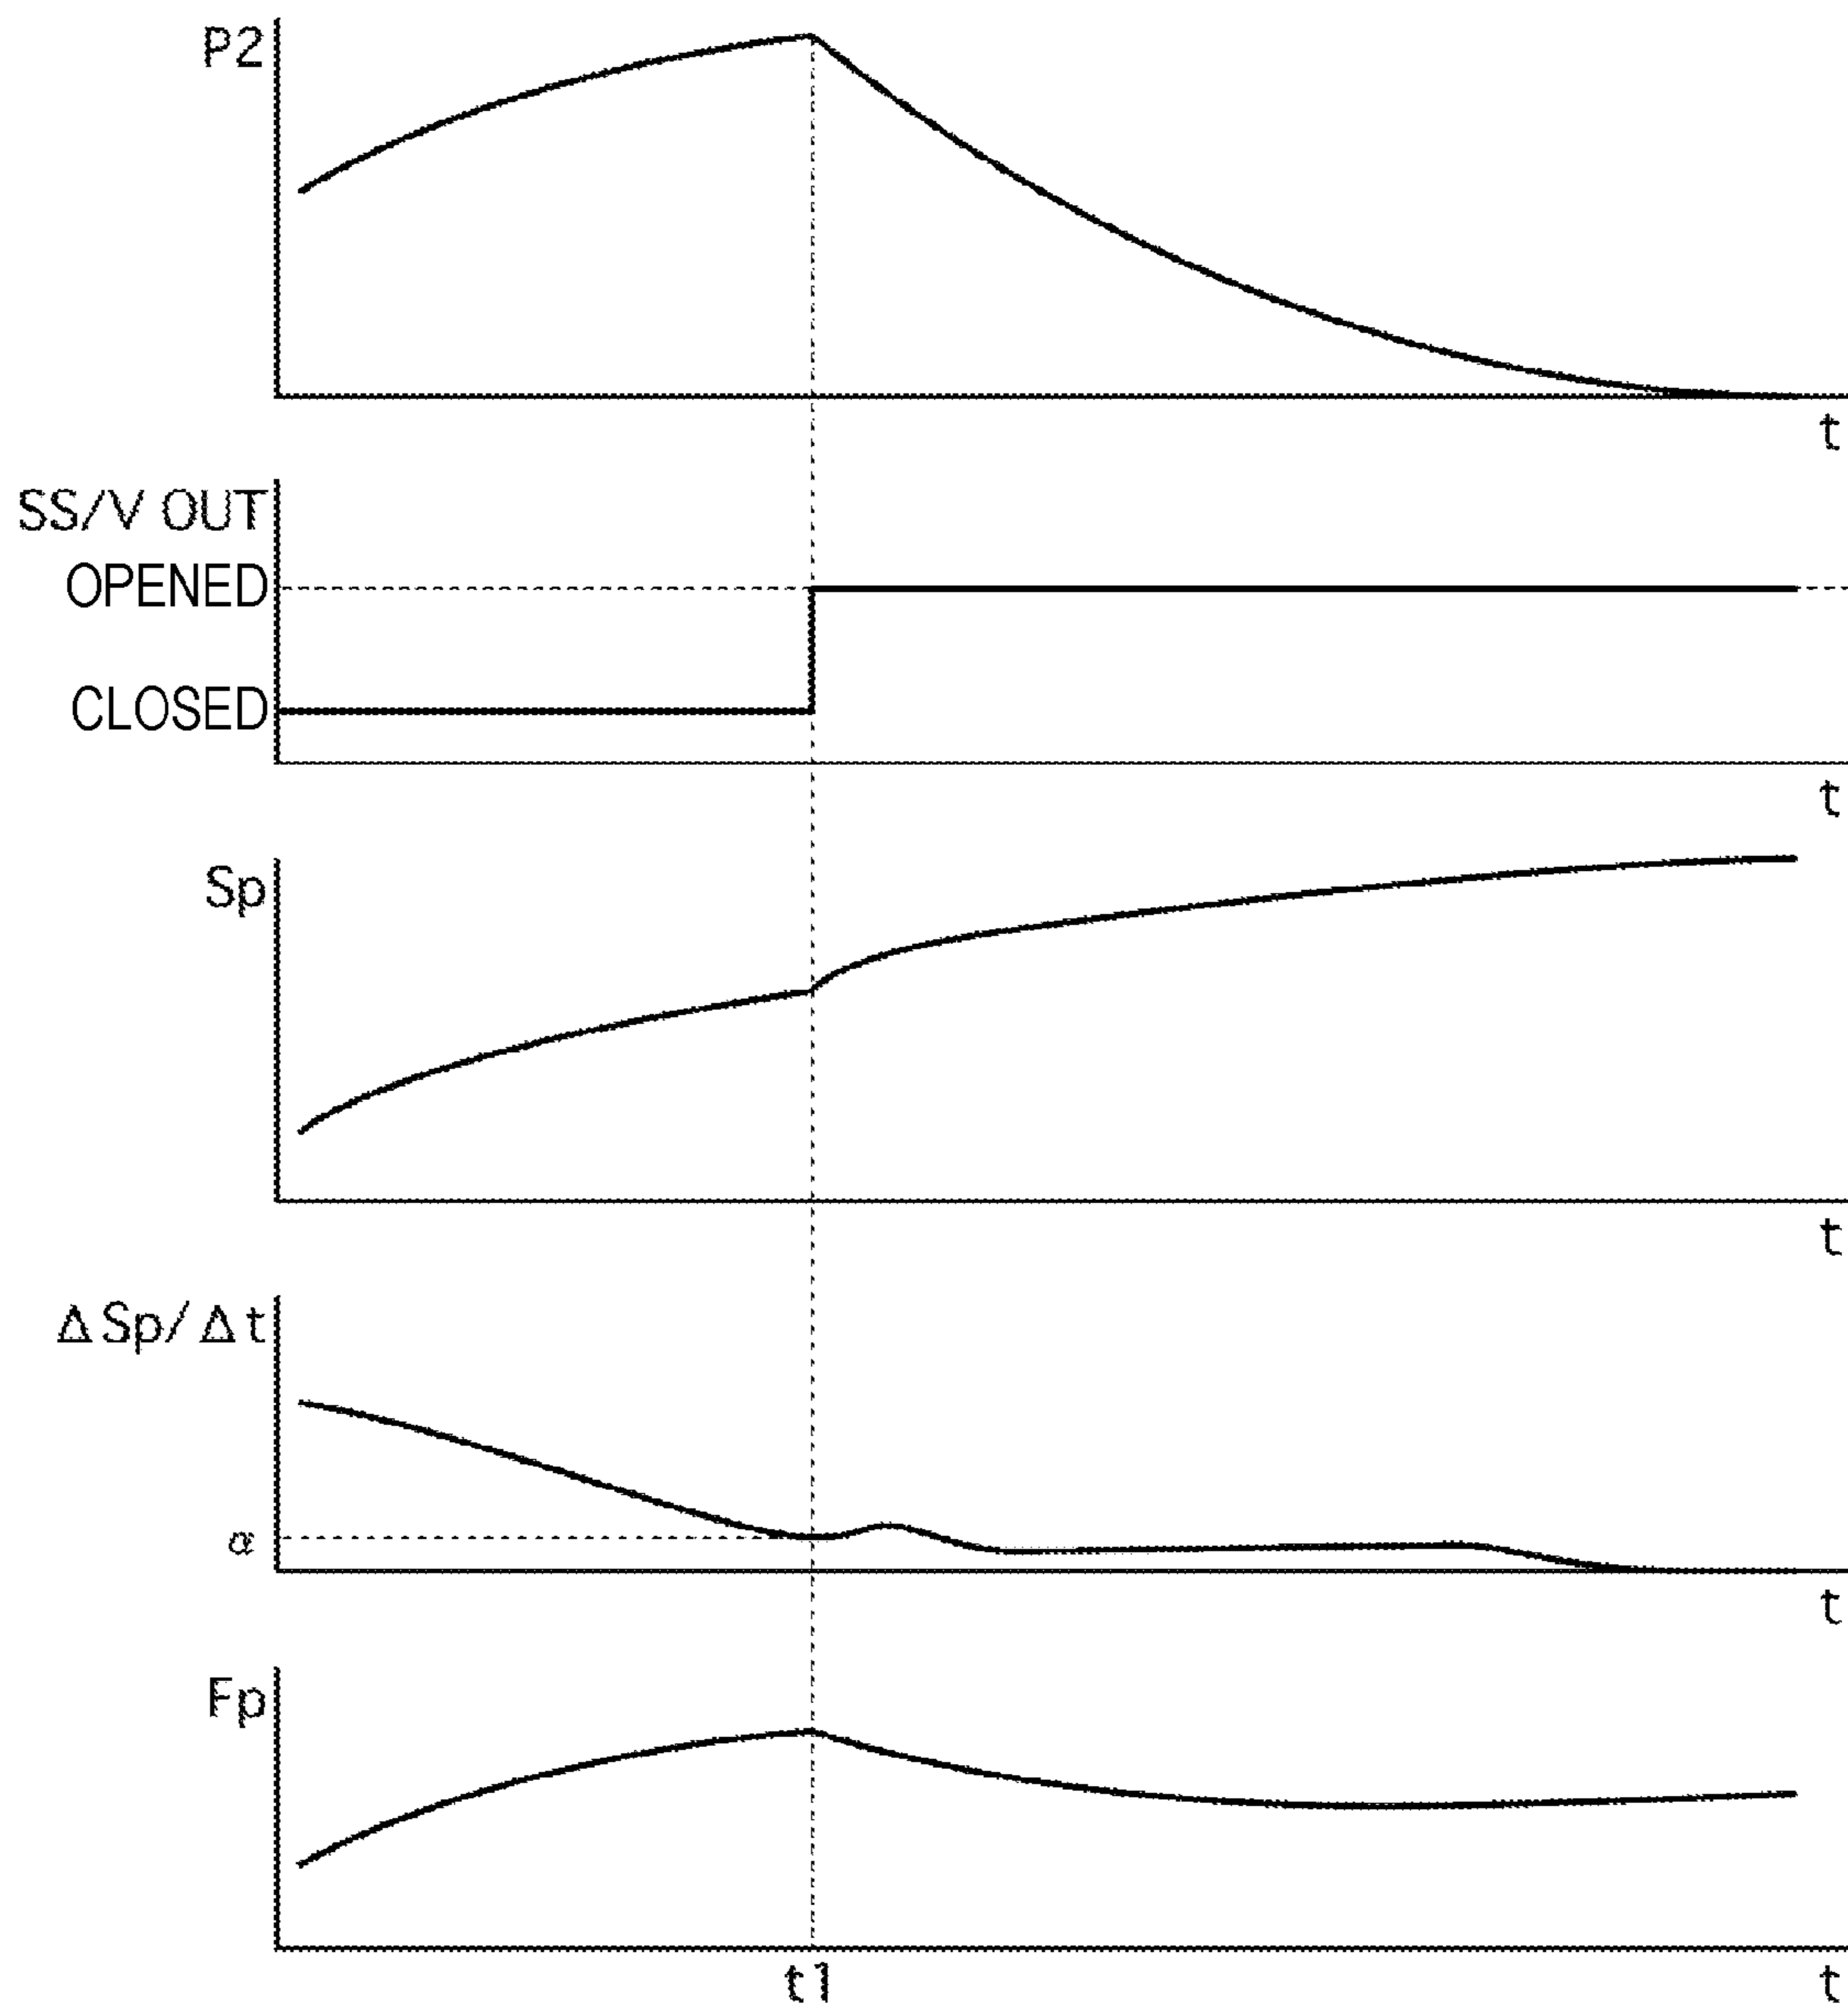 P2
t
SS/V OUT
OPENED
CLOSED
t
Sp
t
ΔSp/Δt
α
t
Fp
t1
t